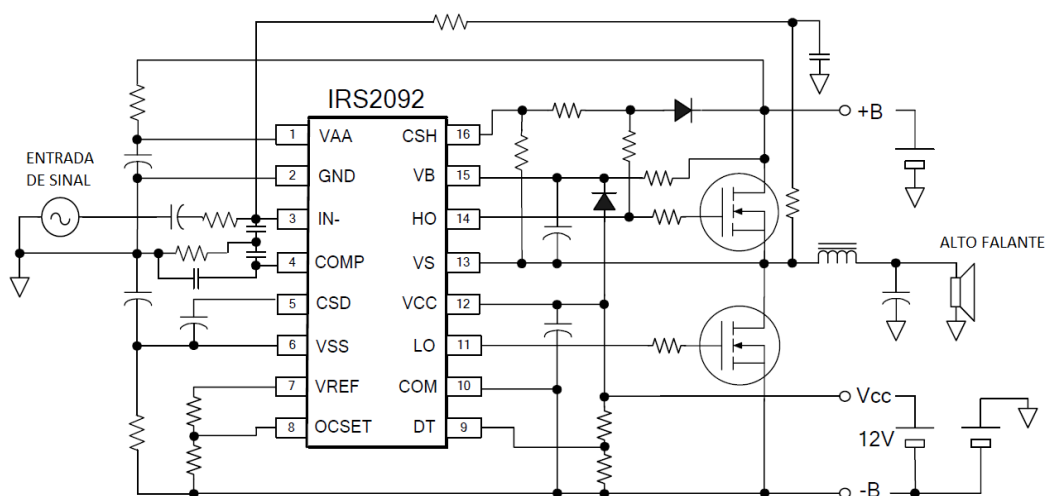 IRS2092
ENTRADA
DE SINAL
1 VAA
2 GND
3 IN-
4 COMP
5 CSD
6 VSS
7 VREF
8 OCSET
CSH 16
VB 15
HO 14
VS 13
VCC 12
LO 11
COM 10
DT 9
+B
ALTO FALANTE
Vcc
12V
-B